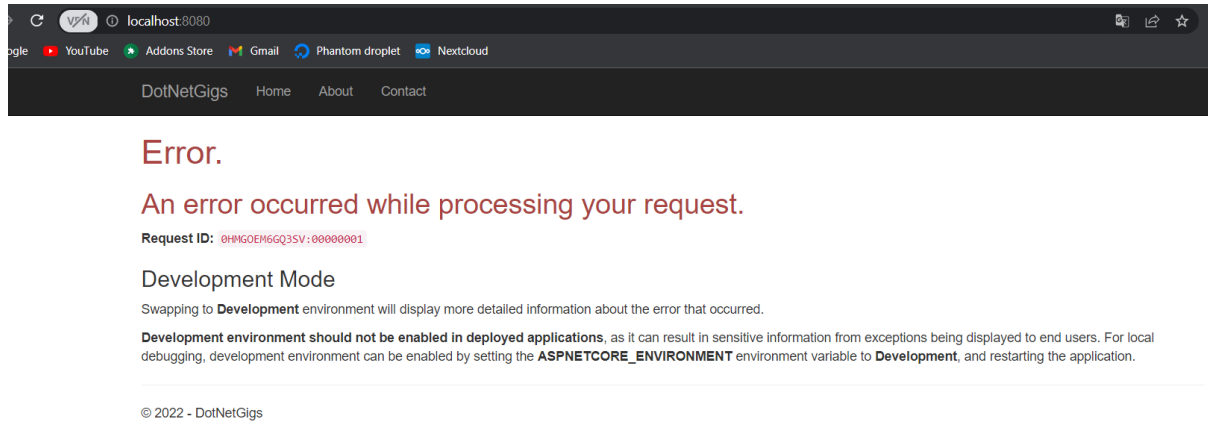 VPN localhost:8080
ogle YouTube Addons Store Gmail Phantom droplet Nextcloud
DotNetGigs Home About Contact
Error.
An error occurred while processing your request.
Request ID: 0HMGOEM6GQ3SV:00000001
Development Mode
Swapping to Development environment will display more detailed information about the error that occurred.
Development environment should not be enabled in deployed applications, as it can result in sensitive information from exceptions being displayed to end users. For local
debugging, development environment can be enabled by setting the ASPNETCORE_ENVIRONMENT environment variable to Development, and restarting the application.
© 2022 - DotNetGigs